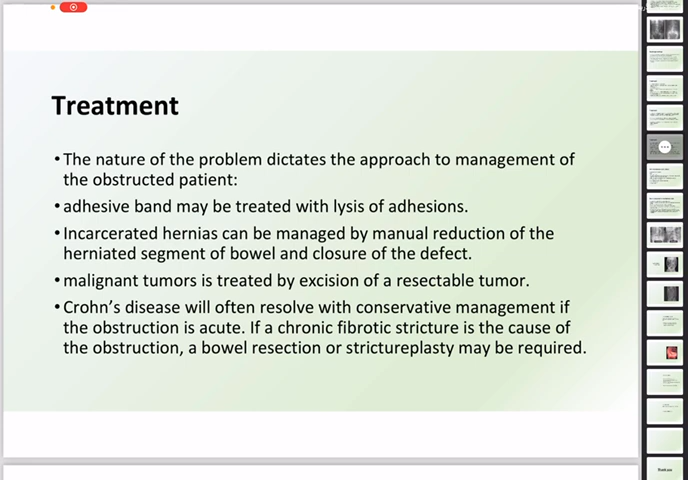 Treatment
• The nature of the problem dictates the approach to management of
the obstructed patient:
• adhesive band may be treated with lysis of adhesions.
• Incarcerated hernias can be managed by manual reduction of the
herniated segment of bowel and closure of the defect.
• malignant tumors is treated by excision of a resectable tumor.
• Crohn's disease will often resolve with conservative management if
the obstruction is acute. If a chronic fibrotic stricture is the cause of
the obstruction, a bowel resection or strictureplasty may be required.